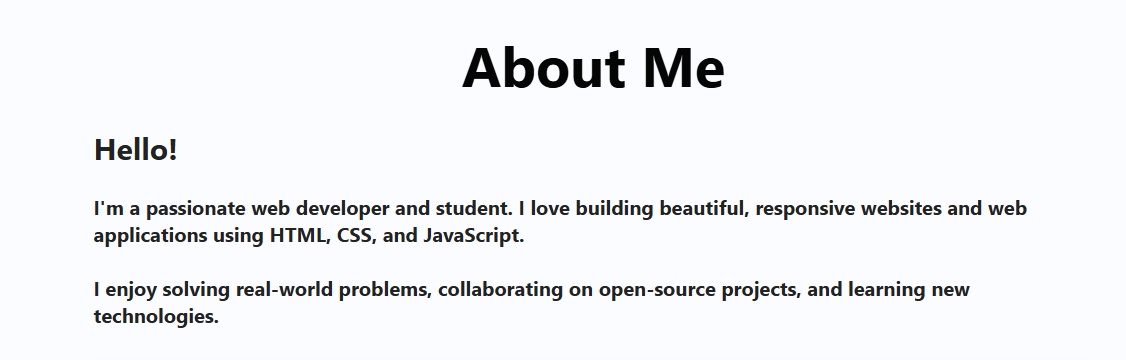 About Me
Hello!
I'm a passionate web developer and student. I love building beautiful, responsive websites and web
applications using HTML, CSS, and JavaScript.
I enjoy solving real-world problems, collaborating on open-source projects, and learning new
technologies.